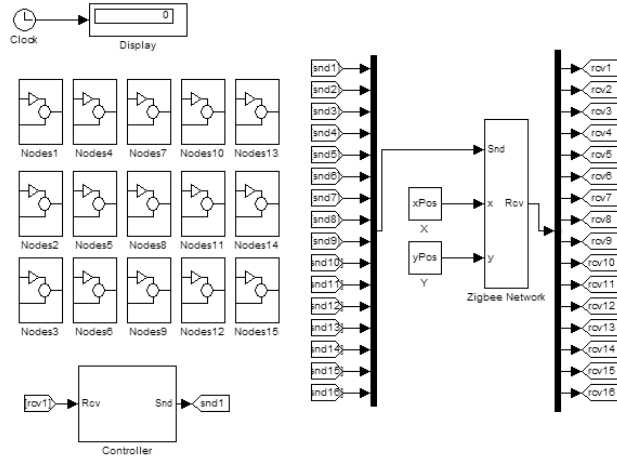 0
Clock
Display
Nodes1 Nodes4 Nodes7 Nodes10 Nodes13
Nodes2 Nodes5 Nodes8 Nodes11 Nodes14
Nodes3 Nodes6 Nodes9 Nodes12 Nodes15
[rcv1] Rcv Snd snd1
Controller
snd1
snd2
snd3
snd4
snd5
snd6
snd7
snd8
snd9
snd10
snd11
snd12
snd13
snd14
snd15
snd16
xPos
X
yPos
Y
Snd
x Rcv
y
Zigbee Network
rcv1
rcv2
rcv3
rcv4
rcv5
rcv6
rcv7
rcv8
rcv9
rcv10
rcv11
rcv12
rcv13
rcv14
rcv15
rcv16